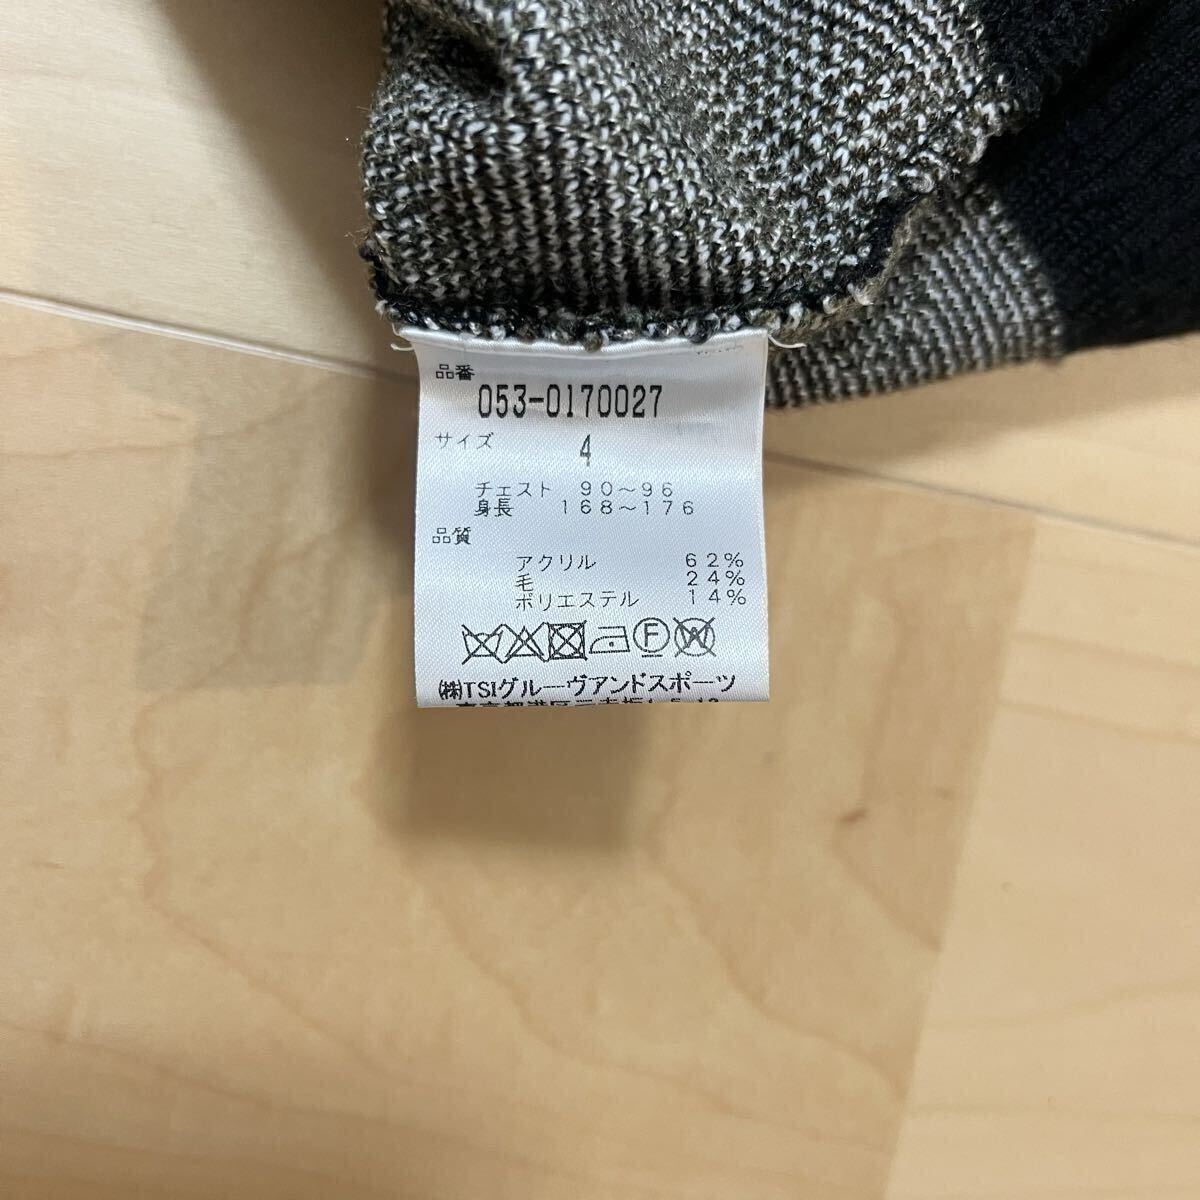 品番
053-0170027
サイズ 4
チェスト 90~96
身長 168~176
品質
アクリル 62%
毛 24%
ポリエステル 14%
F W
㈱TSIグルーヴアンドスポーツ